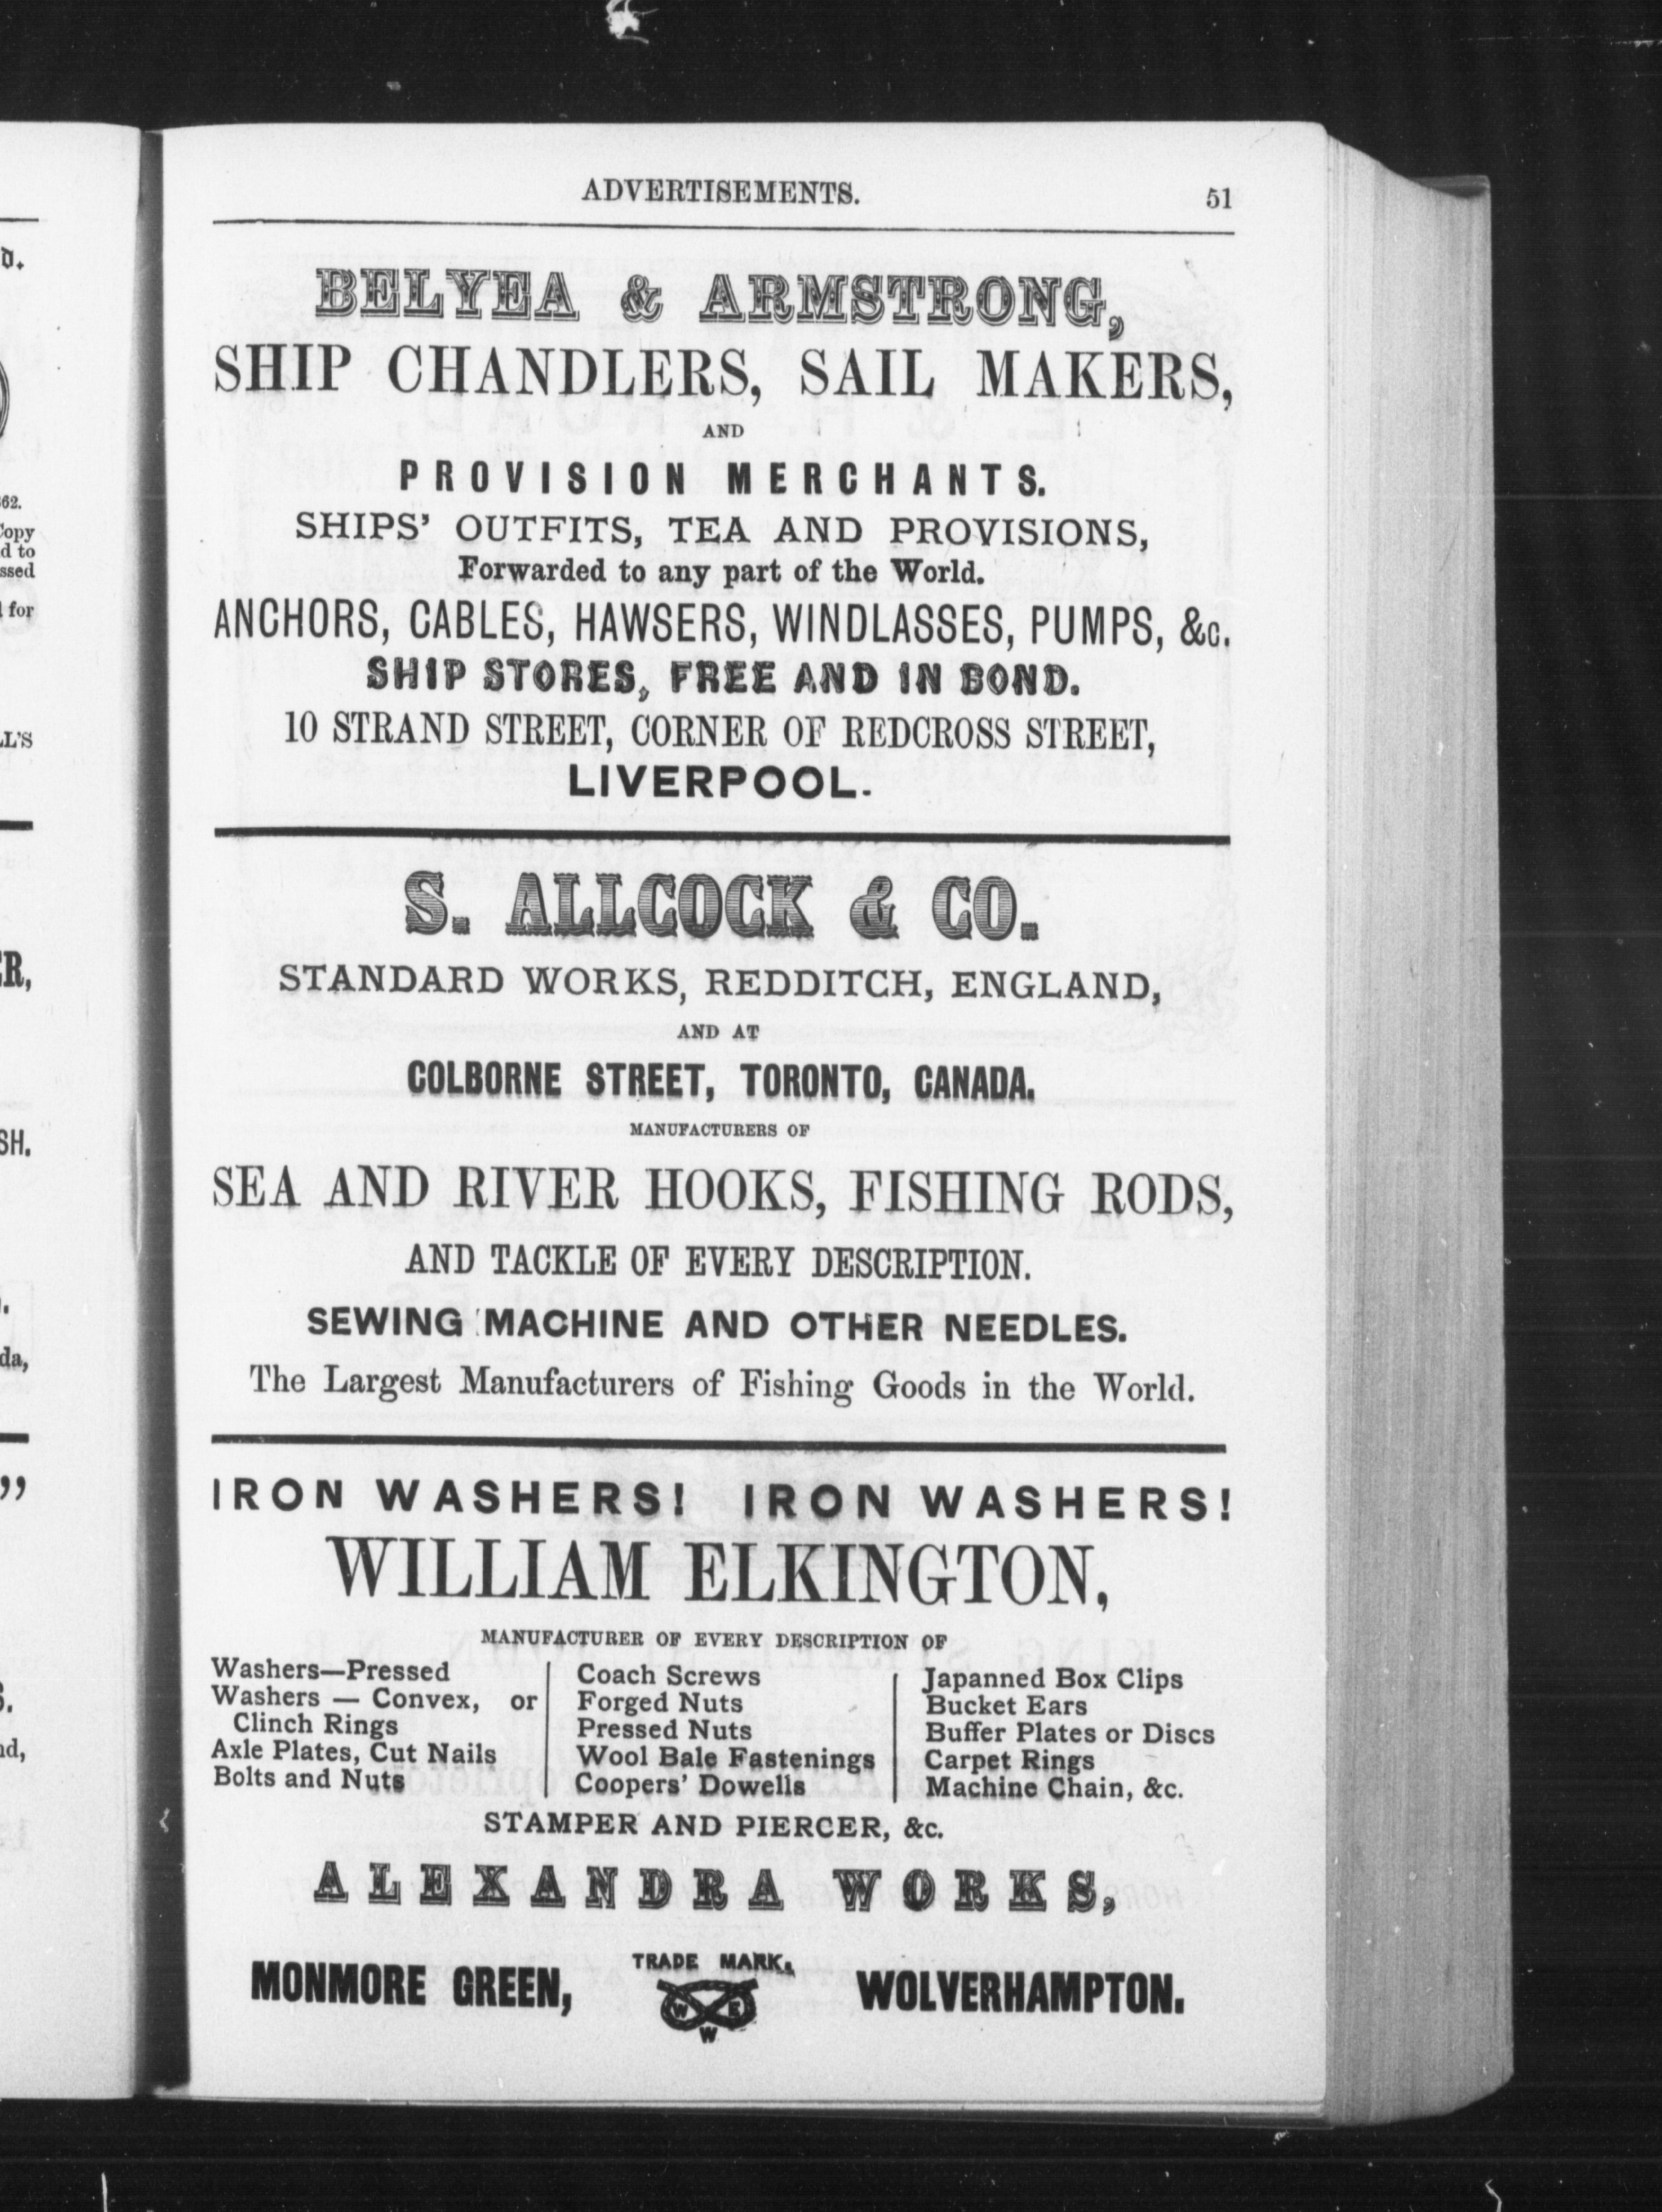 ADVERTISEMENTS. 51
BELYEA & ARMSTRONG,
SHIP CHANDLERS, SAIL MAKERS,
AND
PROVISION MERCHANTS.
SHIPS' OUTFITS, TEA AND PROVISIONS,
Forwarded to any part of the World.
ANCHORS, CABLES, HAWSERS, WINDLASSES, PUMPS, &c.
SHIP STORES, FREE AND IN BOND.
10 STRAND STREET, CORNER OF REDCROSS STREET,
LIVERPOOL.
S. ALLCOCK & CO.
STANDARD WORKS, REDDITCH, ENGLAND,
AND AT
COLBORNE STREET, TORONTO, CANADA.
MANUFACTURERS OF
SEA AND RIVER HOOKS, FISHING RODS,
AND TACKLE OF EVERY DESCRIPTION.
SEWING MACHINE AND OTHER NEEDLES.
The Largest Manufacturers of Fishing Goods in the World.
IRON WASHERS! IRON WASHERS!
WILLIAM ELKINGTON,
MANUFACTURER OF EVERY DESCRIPTION OF
Washers—Pressed
Washers — Convex, or
Clinch Rings
Axle Plates, Cut Nails
Bolts and Nuts
Coach Screws
Forged Nuts
Pressed Nuts
Wool Bale Fastenings
Coopers' Dowells
Japanned Box Clips
Bucket Ears
Buffer Plates or Discs
Carpet Rings
Machine Chain, &c.
STAMPER AND PIERCER, &c.
ALEXANDRA WORKS,
MONMORE GREEN,
TRADE MARK.
W E
W
WOLVERHAMPTON.